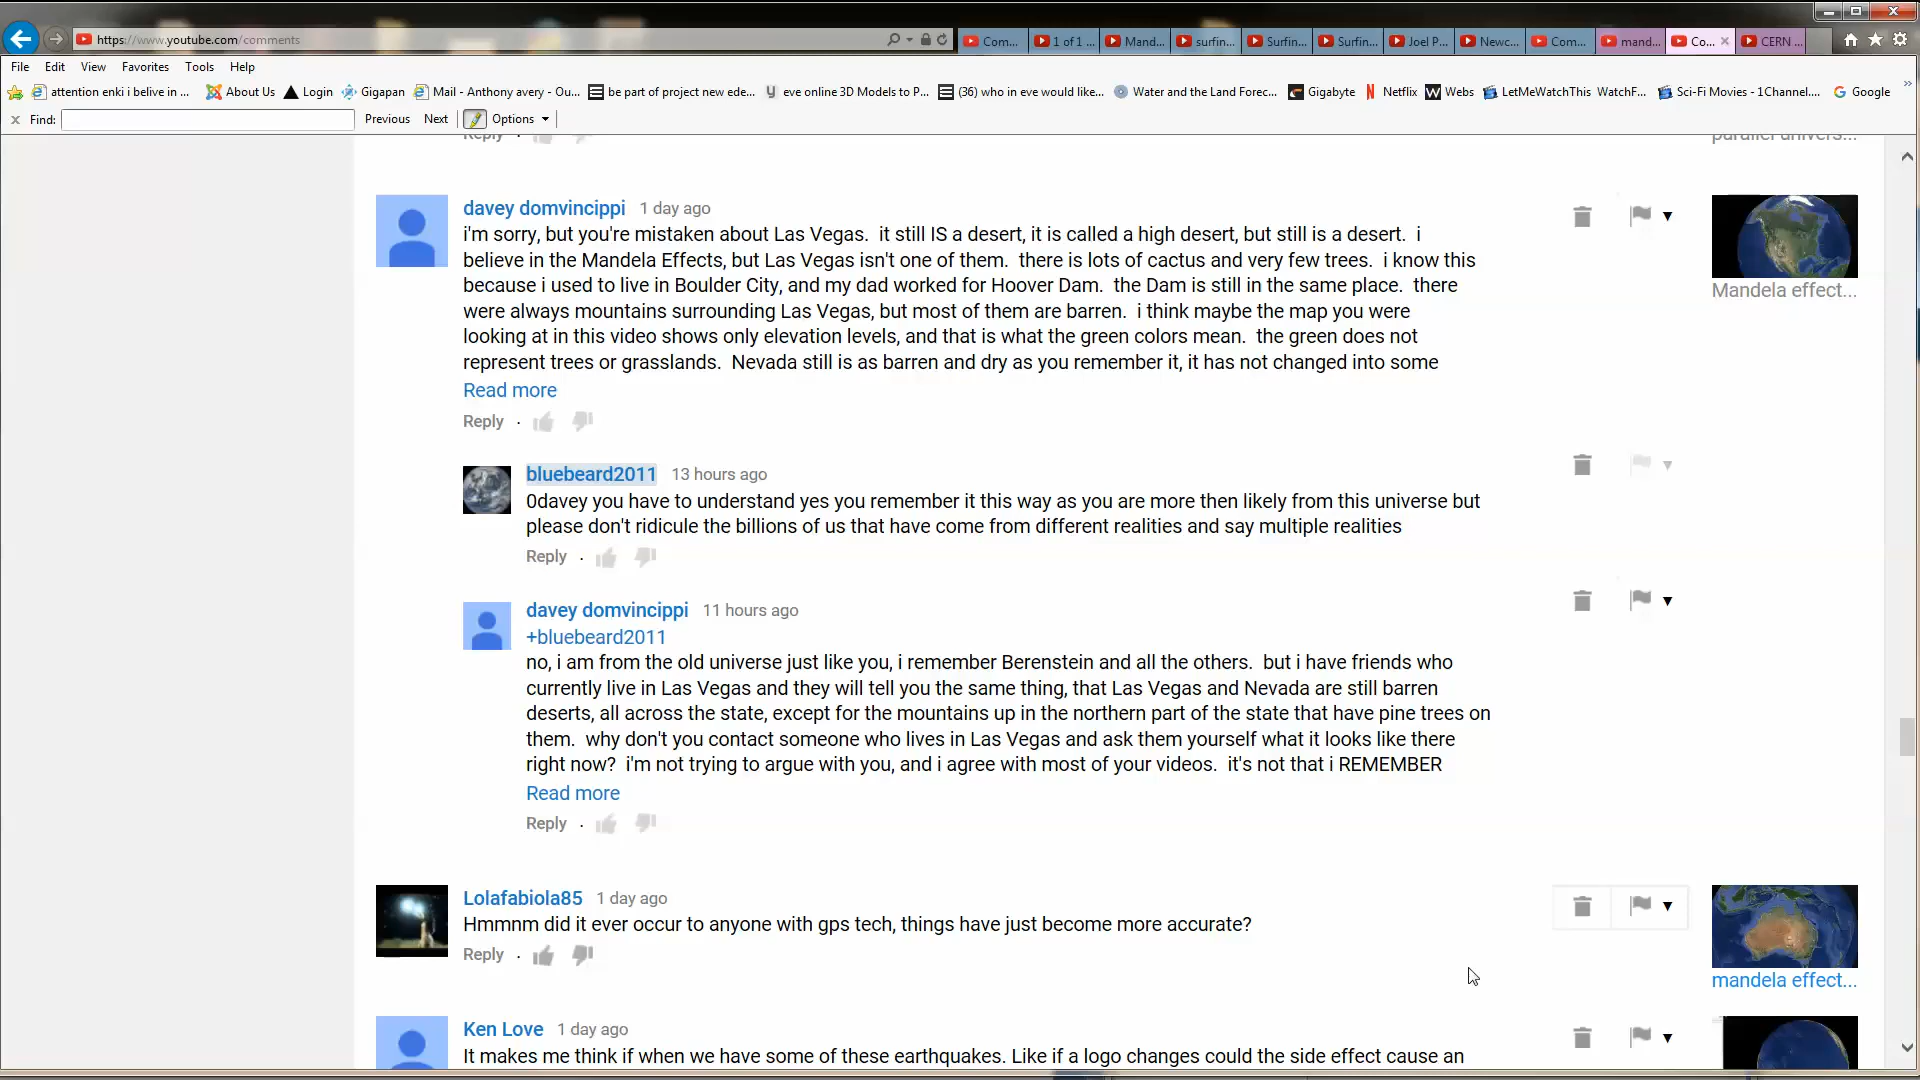 https://www.youtube.com/comments
Com...
1 of 1 ...
Mand...
surfin...
Surfin...
Surfin...
Joel P...
Newc...
Com...
mand...
Co...
CERN ...
File Edit View Favorites Tools Help
attention enki i belive in ...
About Us
Login
Gigapan
Mail - Anthony avery - Ou...
be part of project new ede...
eve online 3D Models to P...
(36) who in eve would like...
Water and the Land Forec...
Gigabyte
Netflix
Webs
LetMeWatchThis WatchF...
Sci-Fi Movies - 1Channel....
Google
x Find: Previous Next Options
Reply
parallel univers...
davey domvincippi 1 day ago
i'm sorry, but you're mistaken about Las Vegas. it still IS a desert, it is called a high desert, but still is a desert. i
believe in the Mandela Effects, but Las Vegas isn't one of them. there is lots of cactus and very few trees. i know this
because i used to live in Boulder City, and my dad worked for Hoover Dam. the Dam is still in the same place. there
were always mountains surrounding Las Vegas, but most of them are barren. i think maybe the map you were
looking at in this video shows only elevation levels, and that is what the green colors mean. the green does not
represent trees or grasslands. Nevada still is as barren and dry as you remember it, it has not changed into some
Read more
Reply ·
Mandela effect...
bluebeard2011 13 hours ago
0davey you have to understand yes you remember it this way as you are more then likely from this universe but
please don't ridicule the billions of us that have come from different realities and say multiple realities
Reply ·
davey domvincippi 11 hours ago
+bluebeard2011
no, i am from the old universe just like you, i remember Berenstein and all the others. but i have friends who
currently live in Las Vegas and they will tell you the same thing, that Las Vegas and Nevada are still barren
deserts, all across the state, except for the mountains up in the northern part of the state that have pine trees on
them. why don't you contact someone who lives in Las Vegas and ask them yourself what it looks like there
right now? i'm not trying to argue with you, and i agree with most of your videos. it's not that i REMEMBER
Read more
Reply ·
Lolafabiola85 1 day ago
Hmmnm did it ever occur to anyone with gps tech, things have just become more accurate?
Reply ·
mandela effect...
Ken Love 1 day ago
It makes me think if when we have some of these earthquakes. Like if a logo changes could the side effect cause an